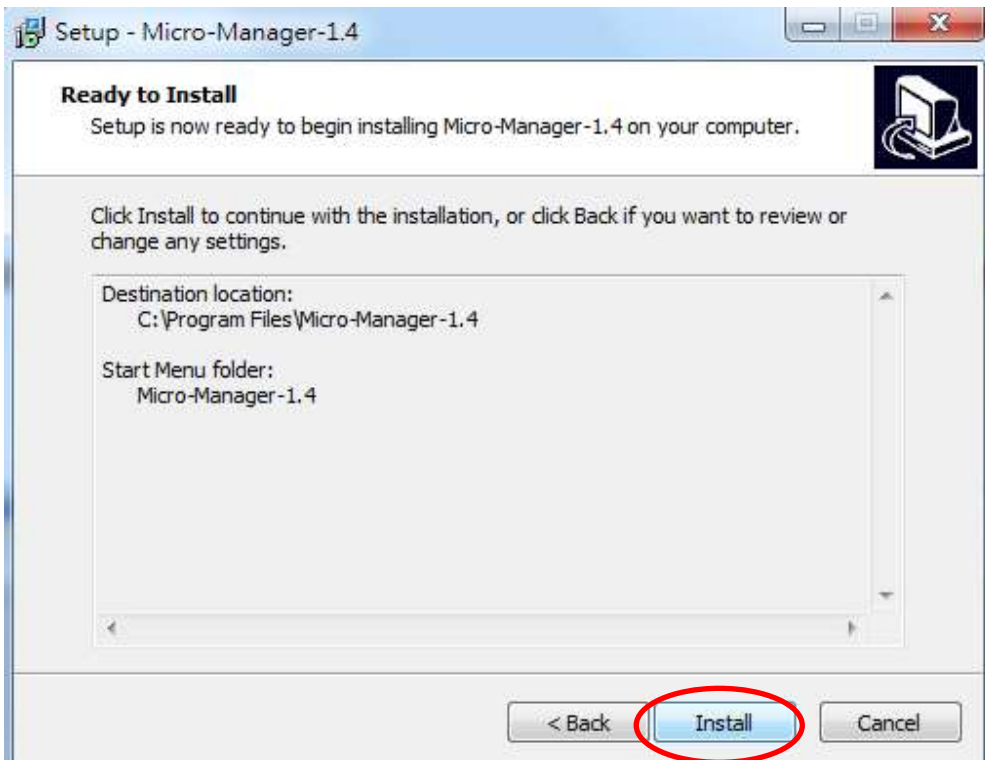 Setup - Micro-Manager-1.4
Ready to Install
Setup is now ready to begin installing Micro-Manager-1.4 on your computer.
Click Install to continue with the installation, or click Back if you want to review or
change any settings.
Destination location:
C:\Program Files\Micro-Manager-1.4
Start Menu folder:
Micro-Manager-1.4
< Back
Install
Cancel